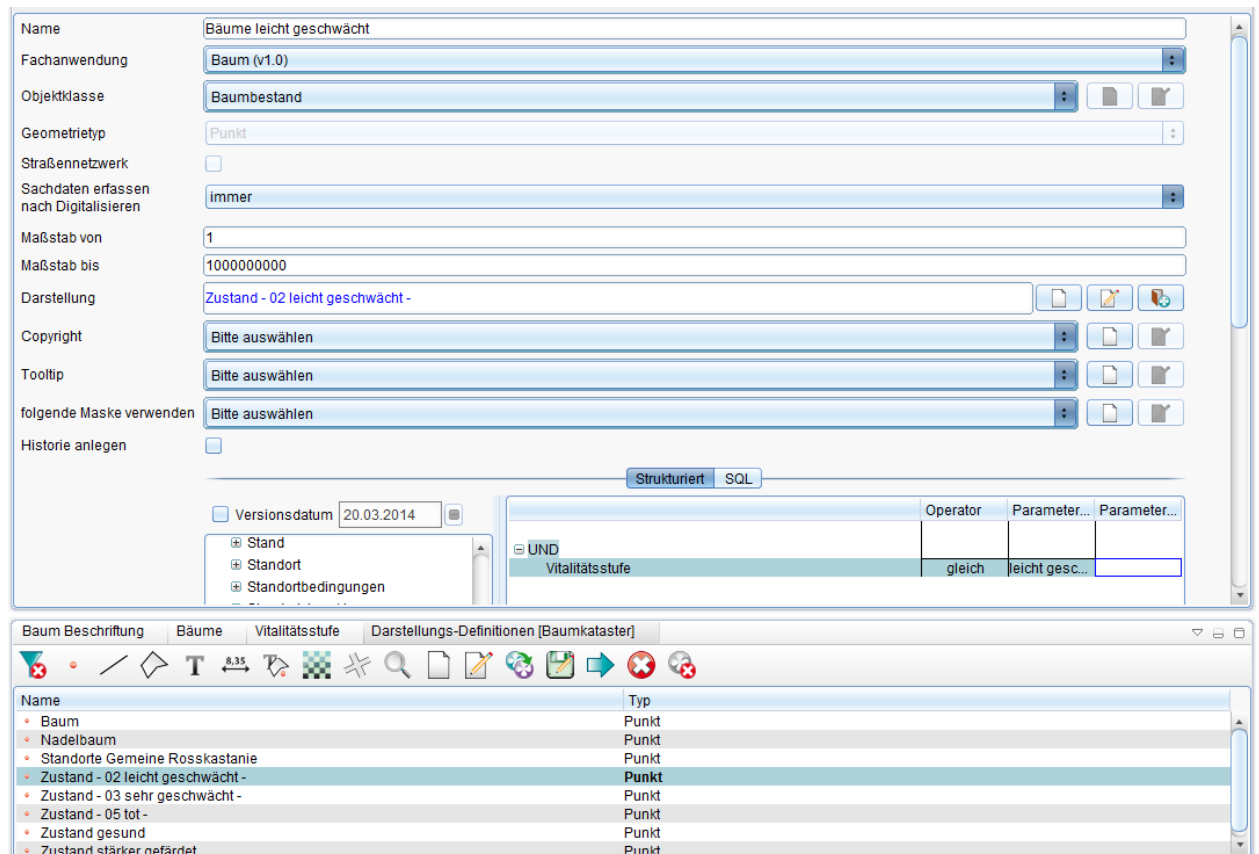 Name Bäume leicht geschwächt
Fachanwendung Baum (v1.0)
Objektklasse Baumbestand
Geometrietyp Punkt
Straßennetzwerk
Sachdaten erfassen
nach Digitalisieren immer
Maßstab von 1
Maßstab bis 1000000000
Darstellung Zustand - 02 leicht geschwächt -
Copyright Bitte auswählen
Tooltip Bitte auswählen
folgende Maske verwenden Bitte auswählen
Historie anlegen
Strukturiert SQL
Versionsdatum 20.03.2014
Stand
Standort
Standortbedingungen
Operator Parameter... Parameter...
UND
Vitalitätsstufe gleich leicht gesc...
Baum Beschriftung Bäume Vitalitätsstufe Darstellungs-Definitionen [Baumkataster]
T 8,35 T
Name Typ
Baum Punkt
Nadelbaum Punkt
Standorte Gemeine Rosskastanie Punkt
Zustand - 02 leicht geschwächt - Punkt
Zustand - 03 sehr geschwächt - Punkt
Zustand - 05 tot - Punkt
Zustand gesund Punkt
Zustand stärker gefärdet Punkt